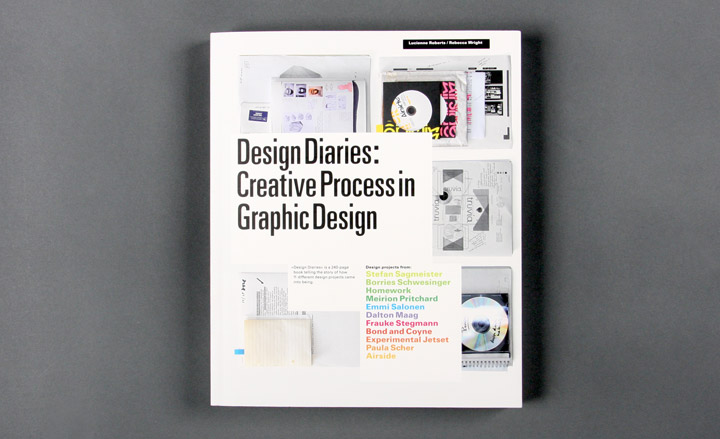 Lucienne Roberts / Rebecca Wright
Design Diaries:
Creative Process in
Graphic Design
Design Diaries is a 240 page
book telling the story of how
different design projects came
into being.
Design projects from:
Stefan Sagmeister
Borries Schwesinger
Homework
Meirion Pritchard
Emmi Salonen
Dalton Maag
Frauke Stegmann
Bond and Coyne
Experimental Jetset
Paula Scher
Airside
truvia